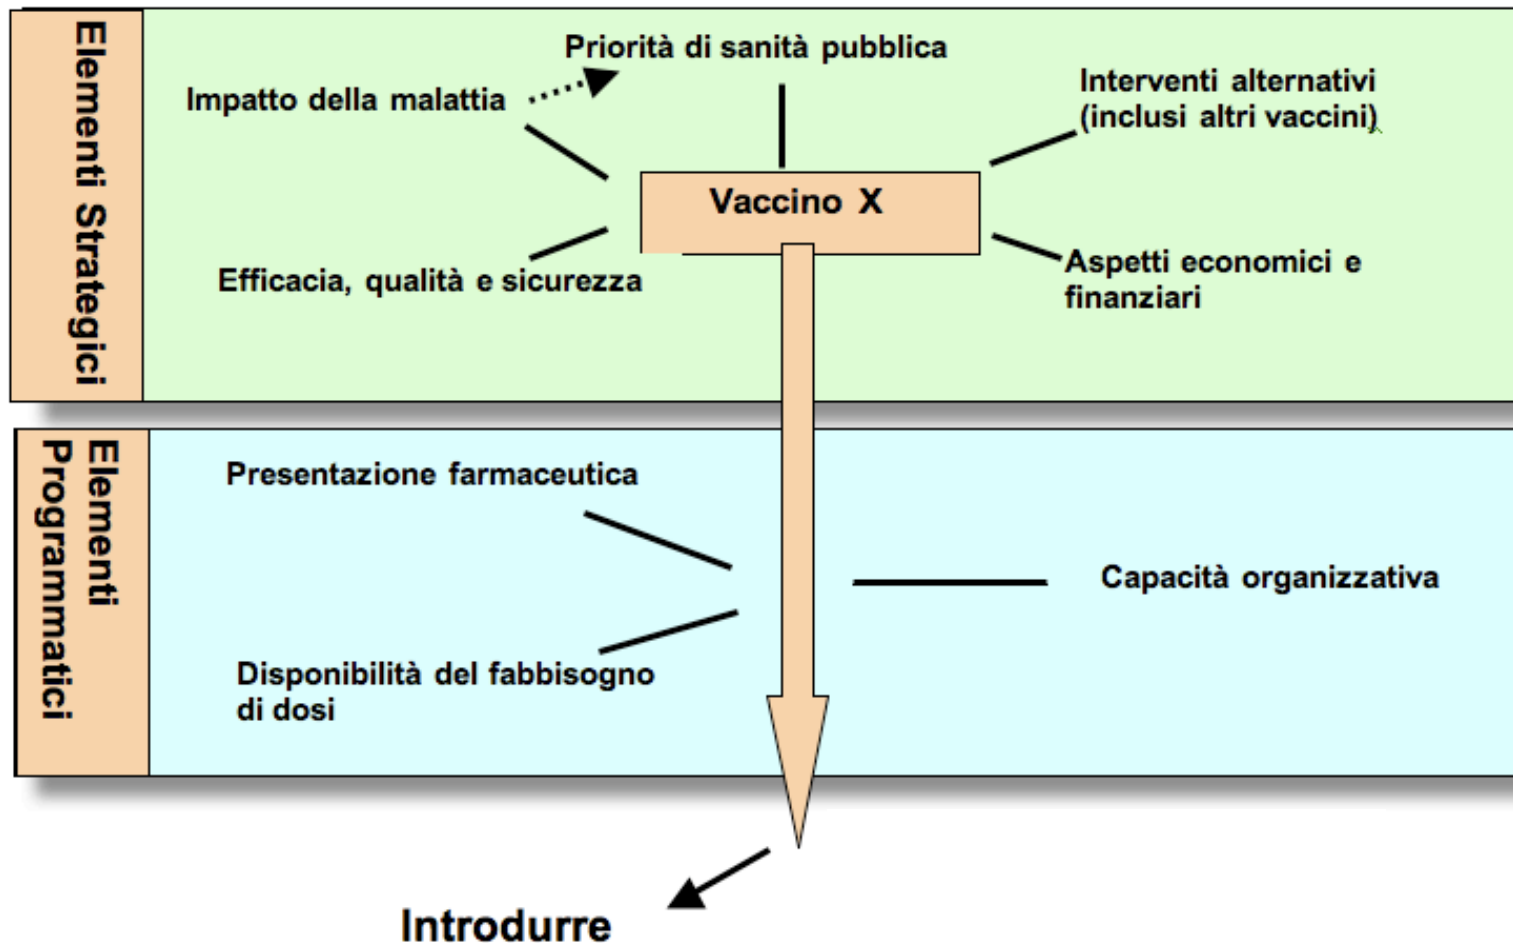 Elementi Strategici
Priorità di sanità pubblica
Impatto della malattia
Interventi alternativi
(inclusi altri vaccini)
Vaccino X
Efficacia, qualità e sicurezza
Aspetti economici e
finanziari
Elementi
Programmatici
Presentazione farmaceutica
Capacità organizzativa
Disponibilità del fabbisogno
di dosi
Introdurre